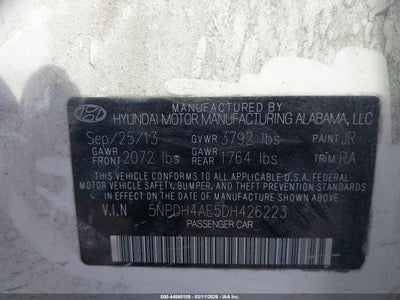 MANUFACTURED BY
HYUNDAI MOTOR MANUFACTURING ALABAMA, LLC
Sep/25/13 GVWR 3792 lbs PAINT JR
GAWR FRONT 2072 lbs GAWR REAR 1764 lbs TRIM RA
THIS VEHICLE CONFORMS TO ALL APPLICABLE U.S. FEDERAL
MOTOR VEHICLE SAFETY, BUMPER, AND THEFT PREVENTION STANDARDS
IN EFFECT ON THE DATE OF MANUFACTURE SHOWN ABOVE.
V.I.N 5NPDH4AE5DH426223
PASSENGER CAR
000-44560109 - 03/11/2026 - IAA